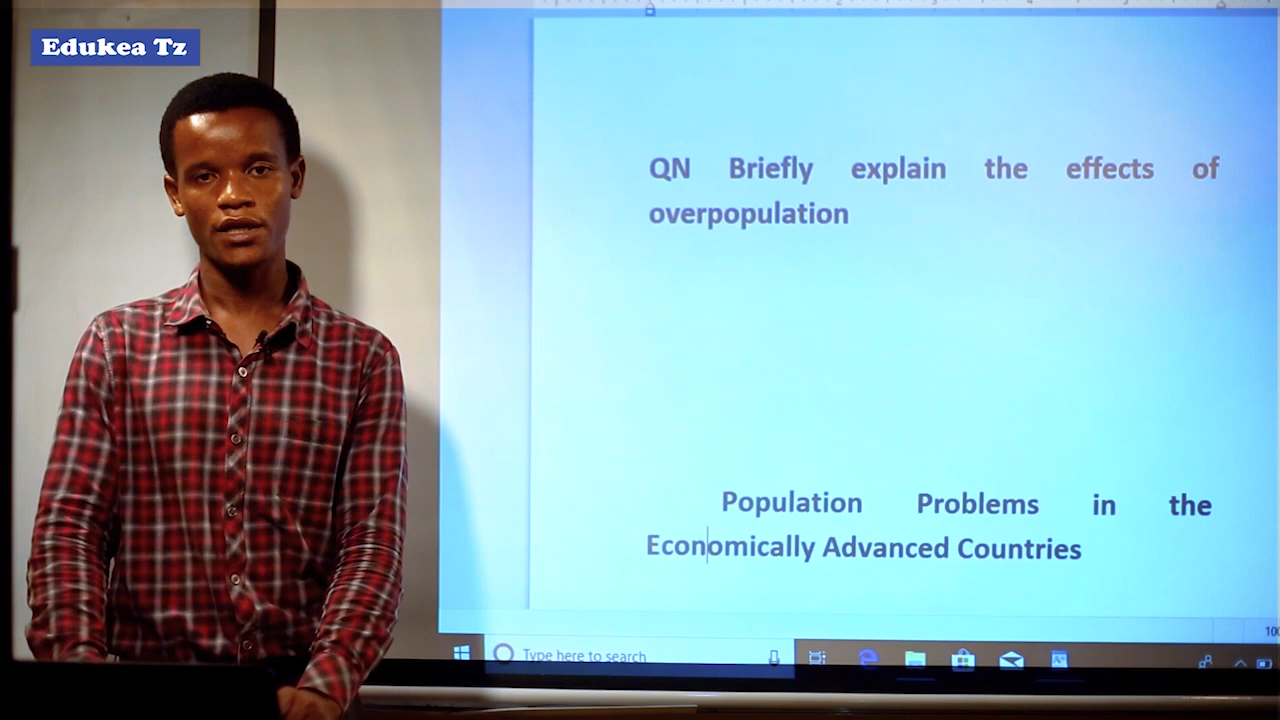 Edukea Tz
QN Briefly explain the effects of
overpopulation
Population Problems in the
Economically Advanced Countries
100
Type here to search